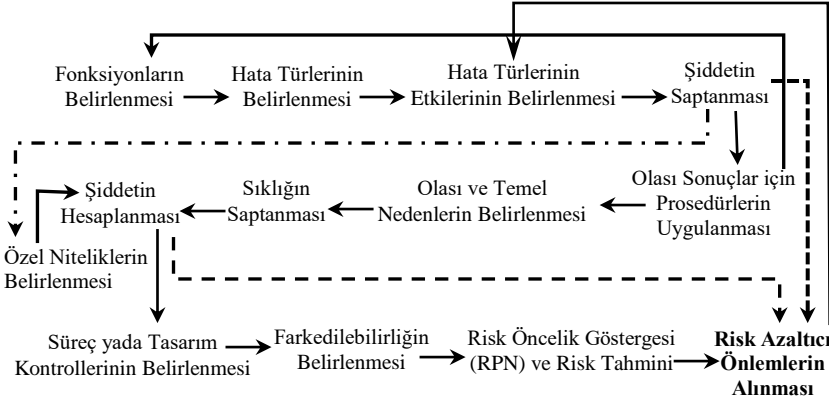 Fonksiyonların
Belirlenmesi
Hata Türlerinin
Belirlenmesi
Hata Türlerinin
Etkilerinin Belirlenmesi
Şiddetin
Saptanması
Olası Sonuçlar için
Prosedürlerin
Uygulanması
Olası ve Temel
Nedenlerin Belirlenmesi
Sıklığın
Saptanması
Şiddetin
Hesaplanması
Özel Niteliklerin
Belirlenmesi
Süreç yada Tasarım
Kontrollerinin Belirlenmesi
Farkedilebilirliğin
Belirlenmesi
Risk Öncelik Göstergesi
(RPN) ve Risk Tahmini
Risk Azaltıcı
Önlemlerin
Alınması